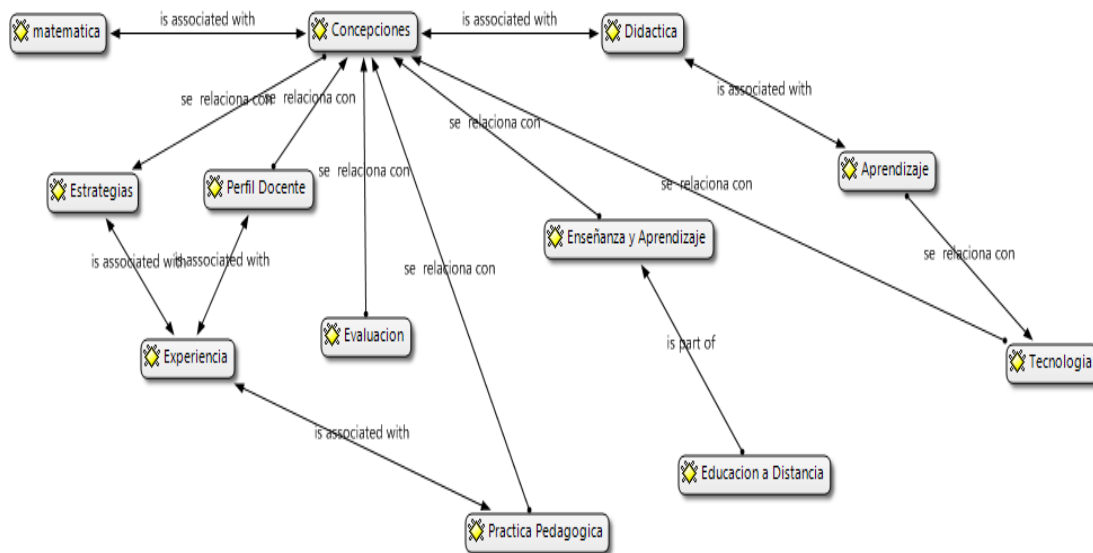 is associated with
is associated with
matematica
Concepciones
Didactica
is associated with
se relaciona con
se relaciona con
se relaciona con
se relaciona con
Aprendizaje
se relaciona con
Estrategias
Perfil Docente
Enseñanza y Aprendizaje
is associated with
is associated with
se relaciona con
se relaciona con
Evaluacion
is part of
Experiencia
Tecnologia
is associated with
Educacion a Distancia
Practica Pedagogica